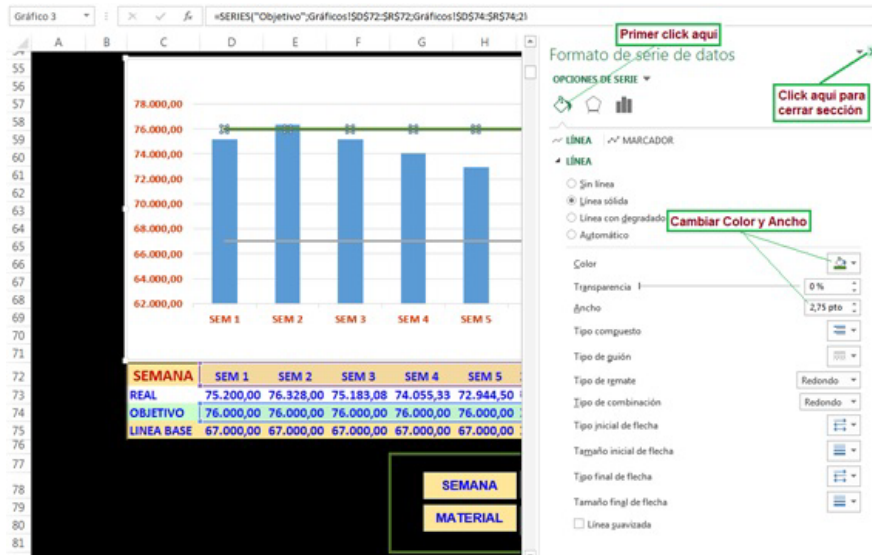 Gráfico 3
=SERIES("Objetivo";Gráficos!$D$72:$R$72;Gráficos!$D$74:$R$74;2)
A B C D E F G H
55
56
57
58
59
60
61
62
63
64
65
66
67
68
69
70
71
78.000,00
76.000,00
74.000,00
72.000,00
70.000,00
68.000,00
66.000,00
64.000,00
62.000,00
SEM 1 SEM 2 SEM 3 SEM 4 SEM 5
72 SEMANA SEM 1 SEM 2 SEM 3 SEM 4 SEM 5
73 REAL 75.200,00 76.328,00 75.183,08 74.055,33 72.944,50
74 OBJETIVO 76.000,00 76.000,00 76.000,00 76.000,00 76.000,00
75 LINEA BASE 67.000,00 67.000,00 67.000,00 67.000,00 67.000,00
76
77
78 SEMANA
79
80 MATERIAL
81
Primer click aqui
Formato de serie de datos
OPCIONES DE SERIE
Click aqui para
cerrar sección
LÍNEA MARCADOR
LÍNEA
Sin línea
Línea sólida
Línea con degradado
Automático
Cambiar Color y Ancho
Color
Transparencia 0 %
Ancho 2,75 pto
Tipo compuesto
Tipo de guión
Tipo de remate Redondo
Tipo de combinación Redondo
Tipo inicial de flecha
Tamaño inicial de flecha
Tipo final de flecha
Tamaño final de flecha
Línea suavizada